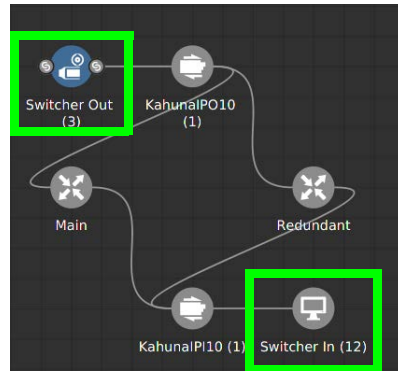 Switcher Out
(3)
KahunaIPO10
(1)
Main
Redundant
KahunaIPI10 (1)
Switcher In (12)